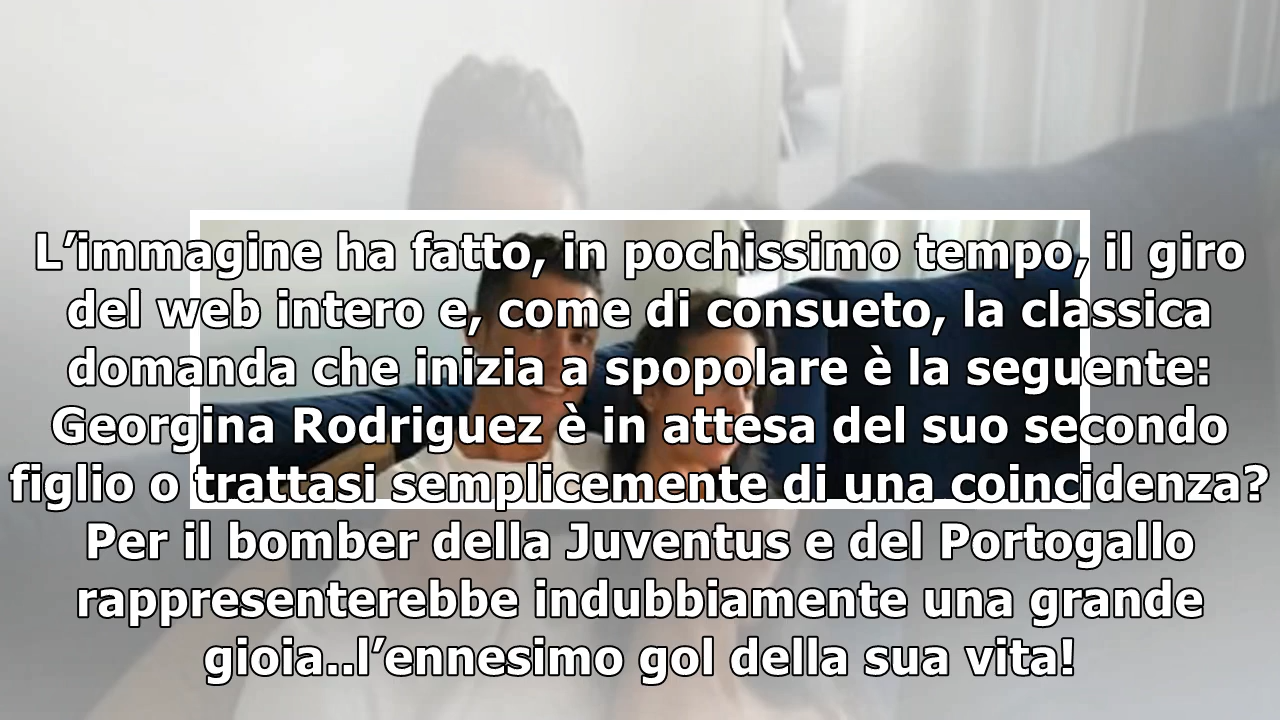 L’immagine ha fatto, in pochissimo tempo, il giro
del web intero e, come di consueto, la classica
domanda che inizia a spopolare è la seguente:
Georgina Rodriguez è in attesa del suo secondo
figlio o trattasi semplicemente di una coincidenza?
Per il bomber della Juventus e del Portogallo
rappresenterebbe indubbiamente una grande
gioia..l’ennesimo gol della sua vita!